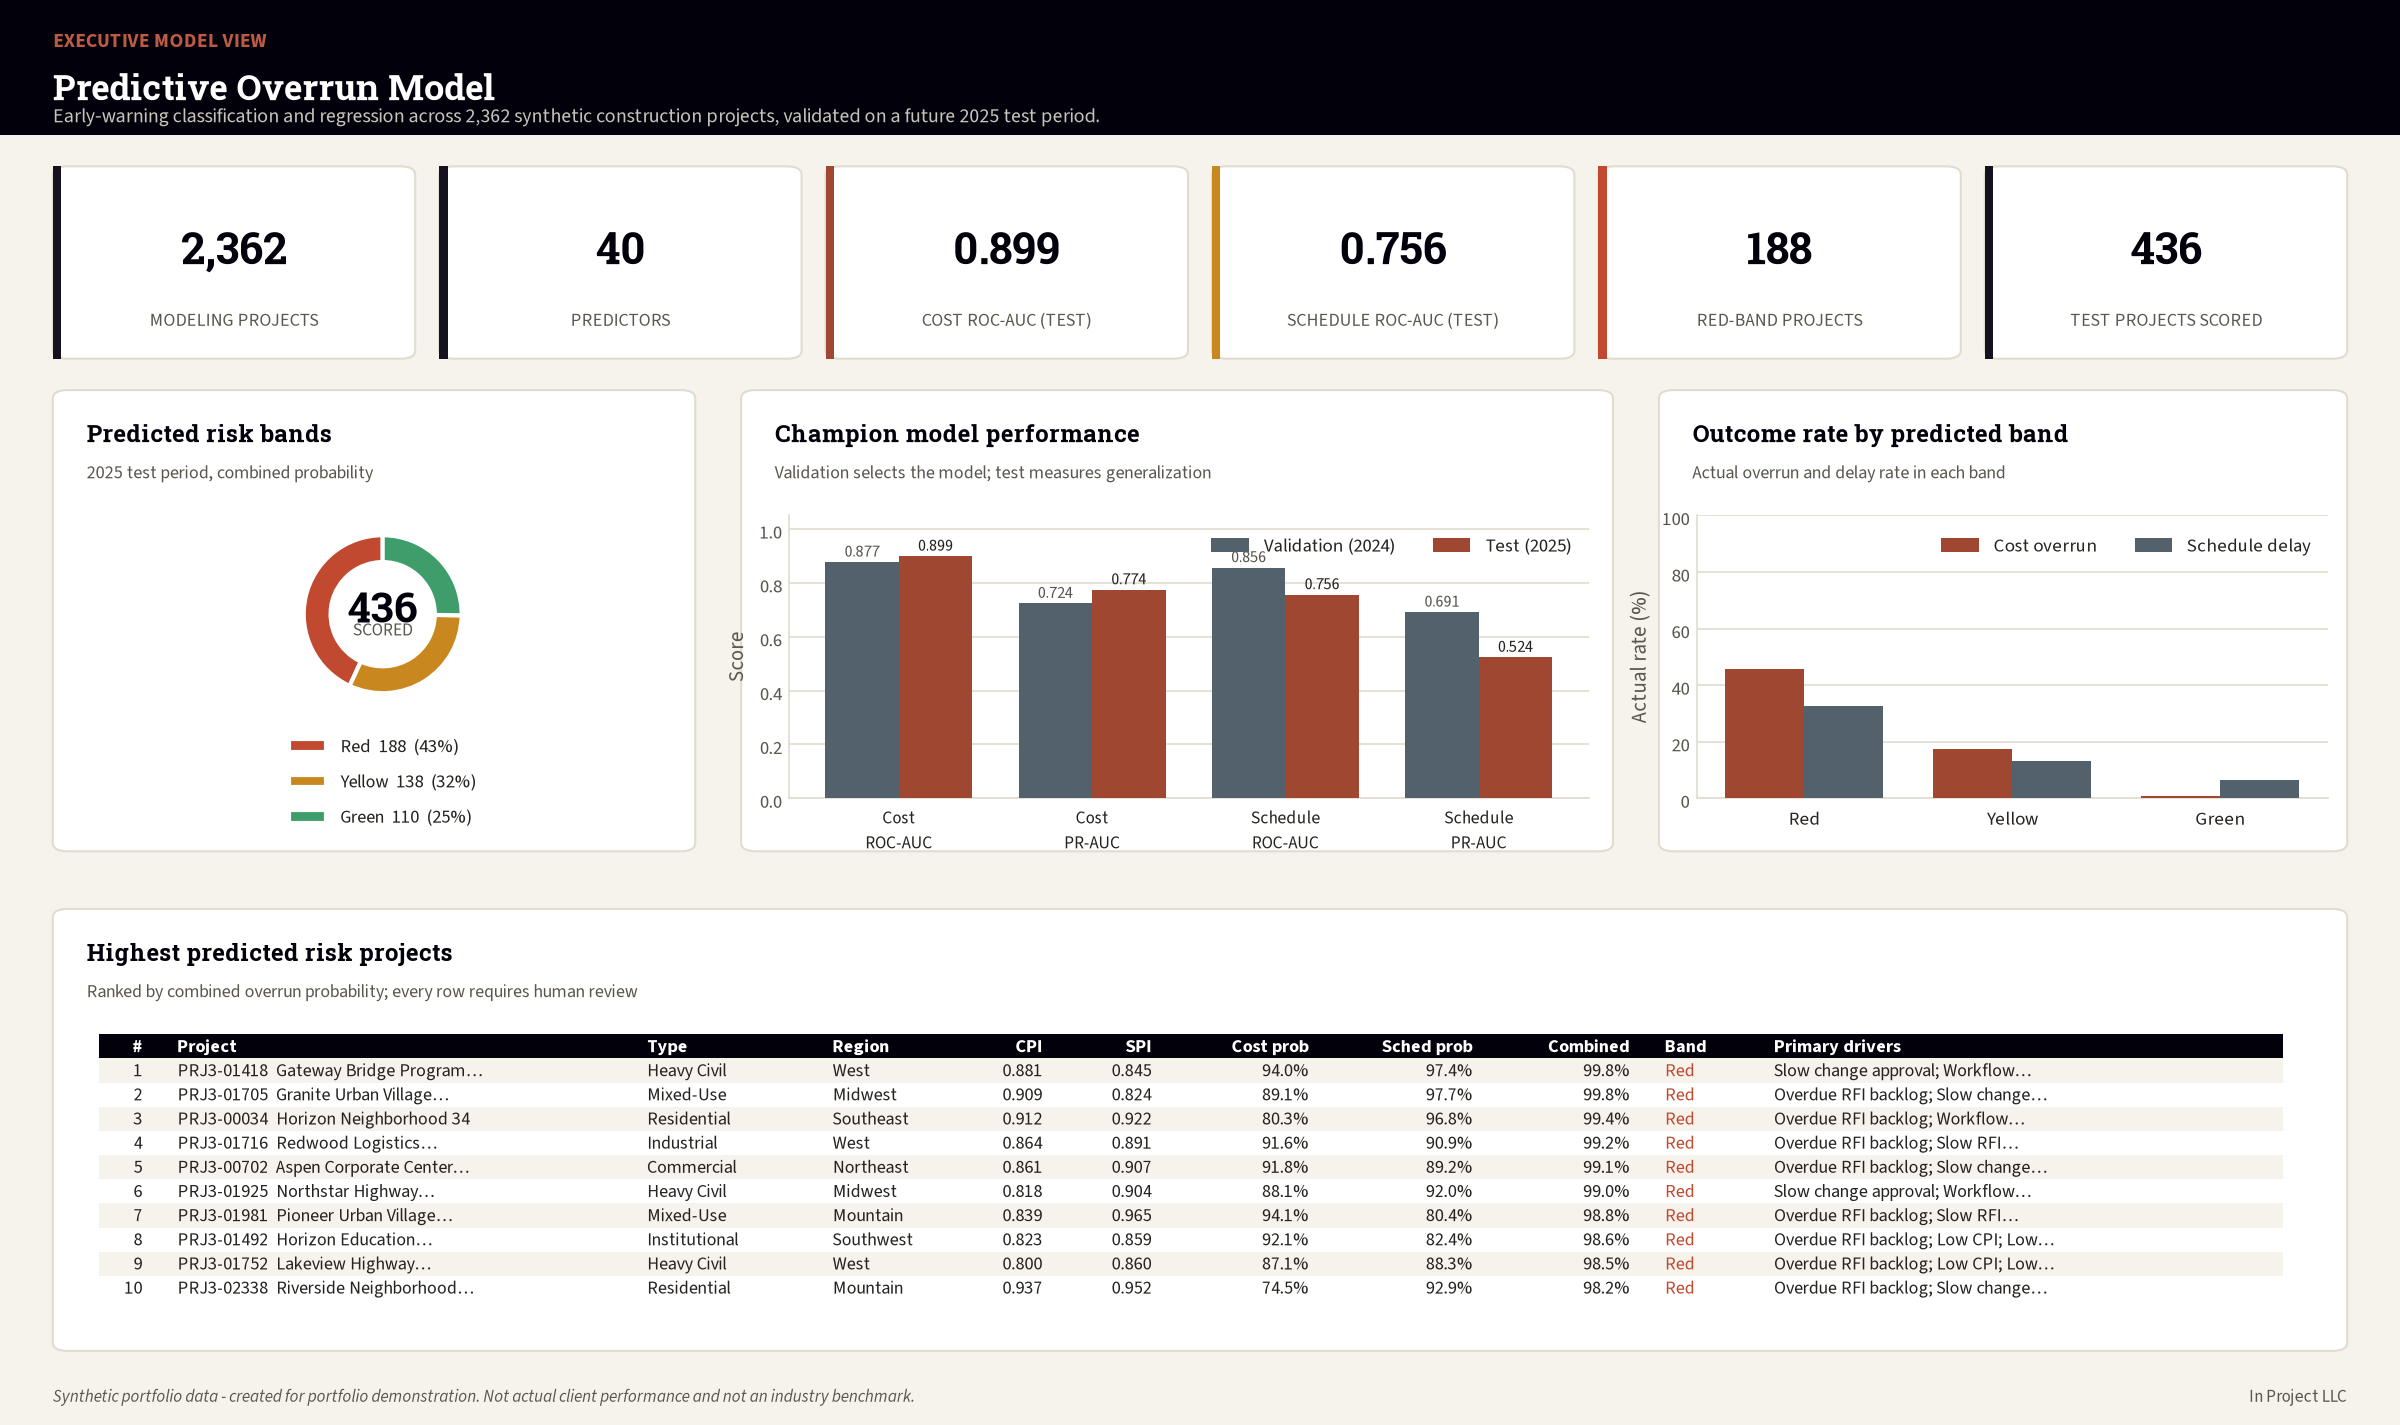 EXECUTIVE MODEL VIEW
Predictive Overrun Model
Early-warning classification and regression across 2,362 synthetic construction projects, validated on a future 2025 test period.
2,362
MODELING PROJECTS
40
PREDICTORS
0.899
COST ROC-AUC (TEST)
0.756
SCHEDULE ROC-AUC (TEST)
188
RED-BAND PROJECTS
436
TEST PROJECTS SCORED
Predicted risk bands
2025 test period, combined probability
436
SCORED
Red 188 (43%)
Yellow 138 (32%)
Green 110 (25%)
Champion model performance
Validation selects the model; test measures generalization
Validation (2024) Test (2025)
Score
1.0
0.8
0.6
0.4
0.2
0.0
0.877
0.899
0.724
0.774
0.856
0.756
0.691
0.524
Cost
ROC-AUC
Cost
PR-AUC
Schedule
ROC-AUC
Schedule
PR-AUC
Outcome rate by predicted band
Actual overrun and delay rate in each band
Cost overrun Schedule delay
Actual rate (%)
100
80
60
40
20
0
Red
Yellow
Green
Highest predicted risk projects
Ranked by combined overrun probability; every row requires human review
# Project Type Region CPI SPI Cost prob Sched prob Combined Band Primary drivers
1 PRJ3-01418 Gateway Bridge Program… Heavy Civil West 0.881 0.845 94.0% 97.4% 99.8% Red Slow change approval; Workflow…
2 PRJ3-01705 Granite Urban Village… Mixed-Use Midwest 0.909 0.824 89.1% 97.7% 99.8% Red Overdue RFI backlog; Slow change…
3 PRJ3-00034 Horizon Neighborhood 34 Residential Southeast 0.912 0.922 80.3% 96.8% 99.4% Red Overdue RFI backlog; Workflow…
4 PRJ3-01716 Redwood Logistics… Industrial West 0.864 0.891 91.6% 90.9% 99.2% Red Overdue RFI backlog; Slow RFI…
5 PRJ3-00702 Aspen Corporate Center… Commercial Northeast 0.861 0.907 91.8% 89.2% 99.1% Red Overdue RFI backlog; Slow change…
6 PRJ3-01925 Northstar Highway… Heavy Civil Midwest 0.818 0.904 88.1% 92.0% 99.0% Red Slow change approval; Workflow…
7 PRJ3-01981 Pioneer Urban Village… Mixed-Use Mountain 0.839 0.965 94.1% 80.4% 98.8% Red Overdue RFI backlog; Slow RFI…
8 PRJ3-01492 Horizon Education… Institutional Southwest 0.823 0.859 92.1% 82.4% 98.6% Red Overdue RFI backlog; Low CPI; Low…
9 PRJ3-01752 Lakeview Highway… Heavy Civil West 0.800 0.860 87.1% 88.3% 98.5% Red Overdue RFI backlog; Low CPI; Low…
10 PRJ3-02338 Riverside Neighborhood… Residential Mountain 0.937 0.952 74.5% 92.9% 98.2% Red Overdue RFI backlog; Slow change…
Synthetic portfolio data - created for portfolio demonstration. Not actual client performance and not an industry benchmark.
In Project LLC